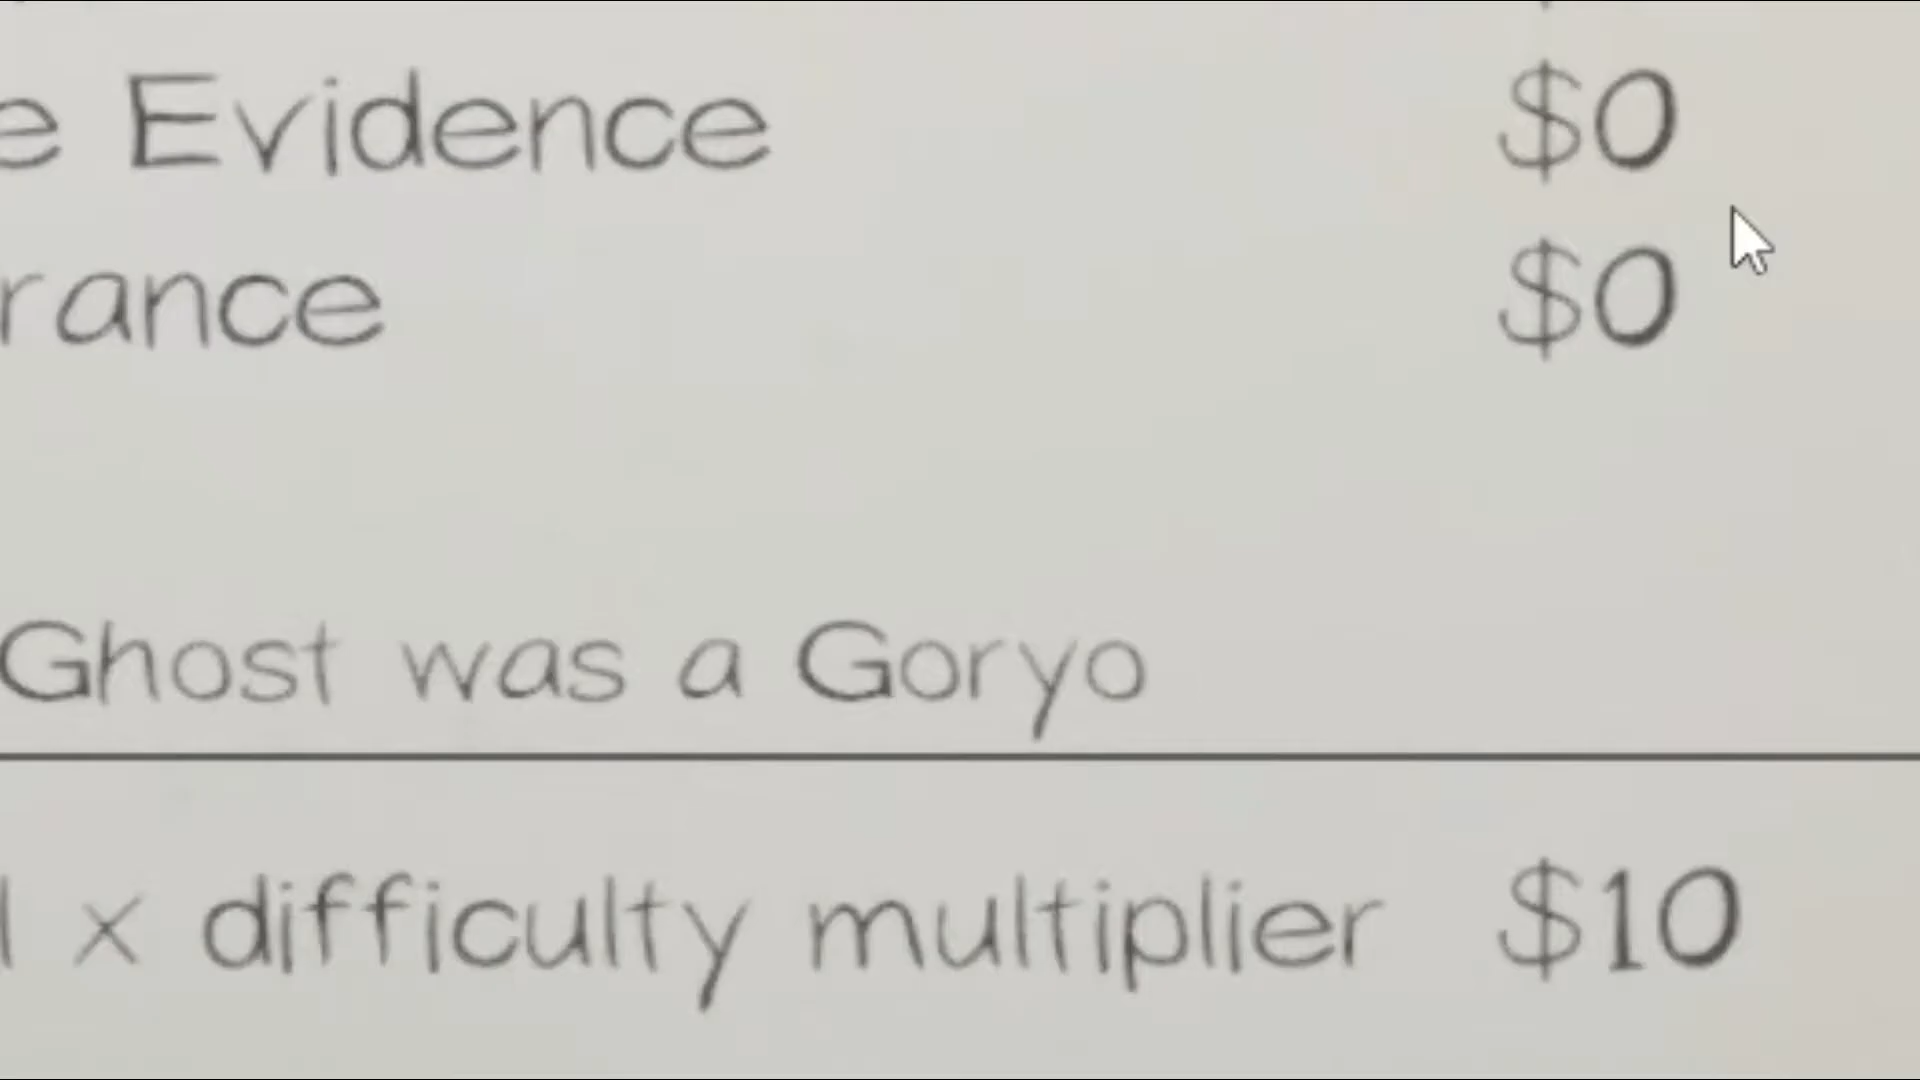 e Evidence $0
rance $0
Ghost was a Goryo
l x difficulty multiplier $10